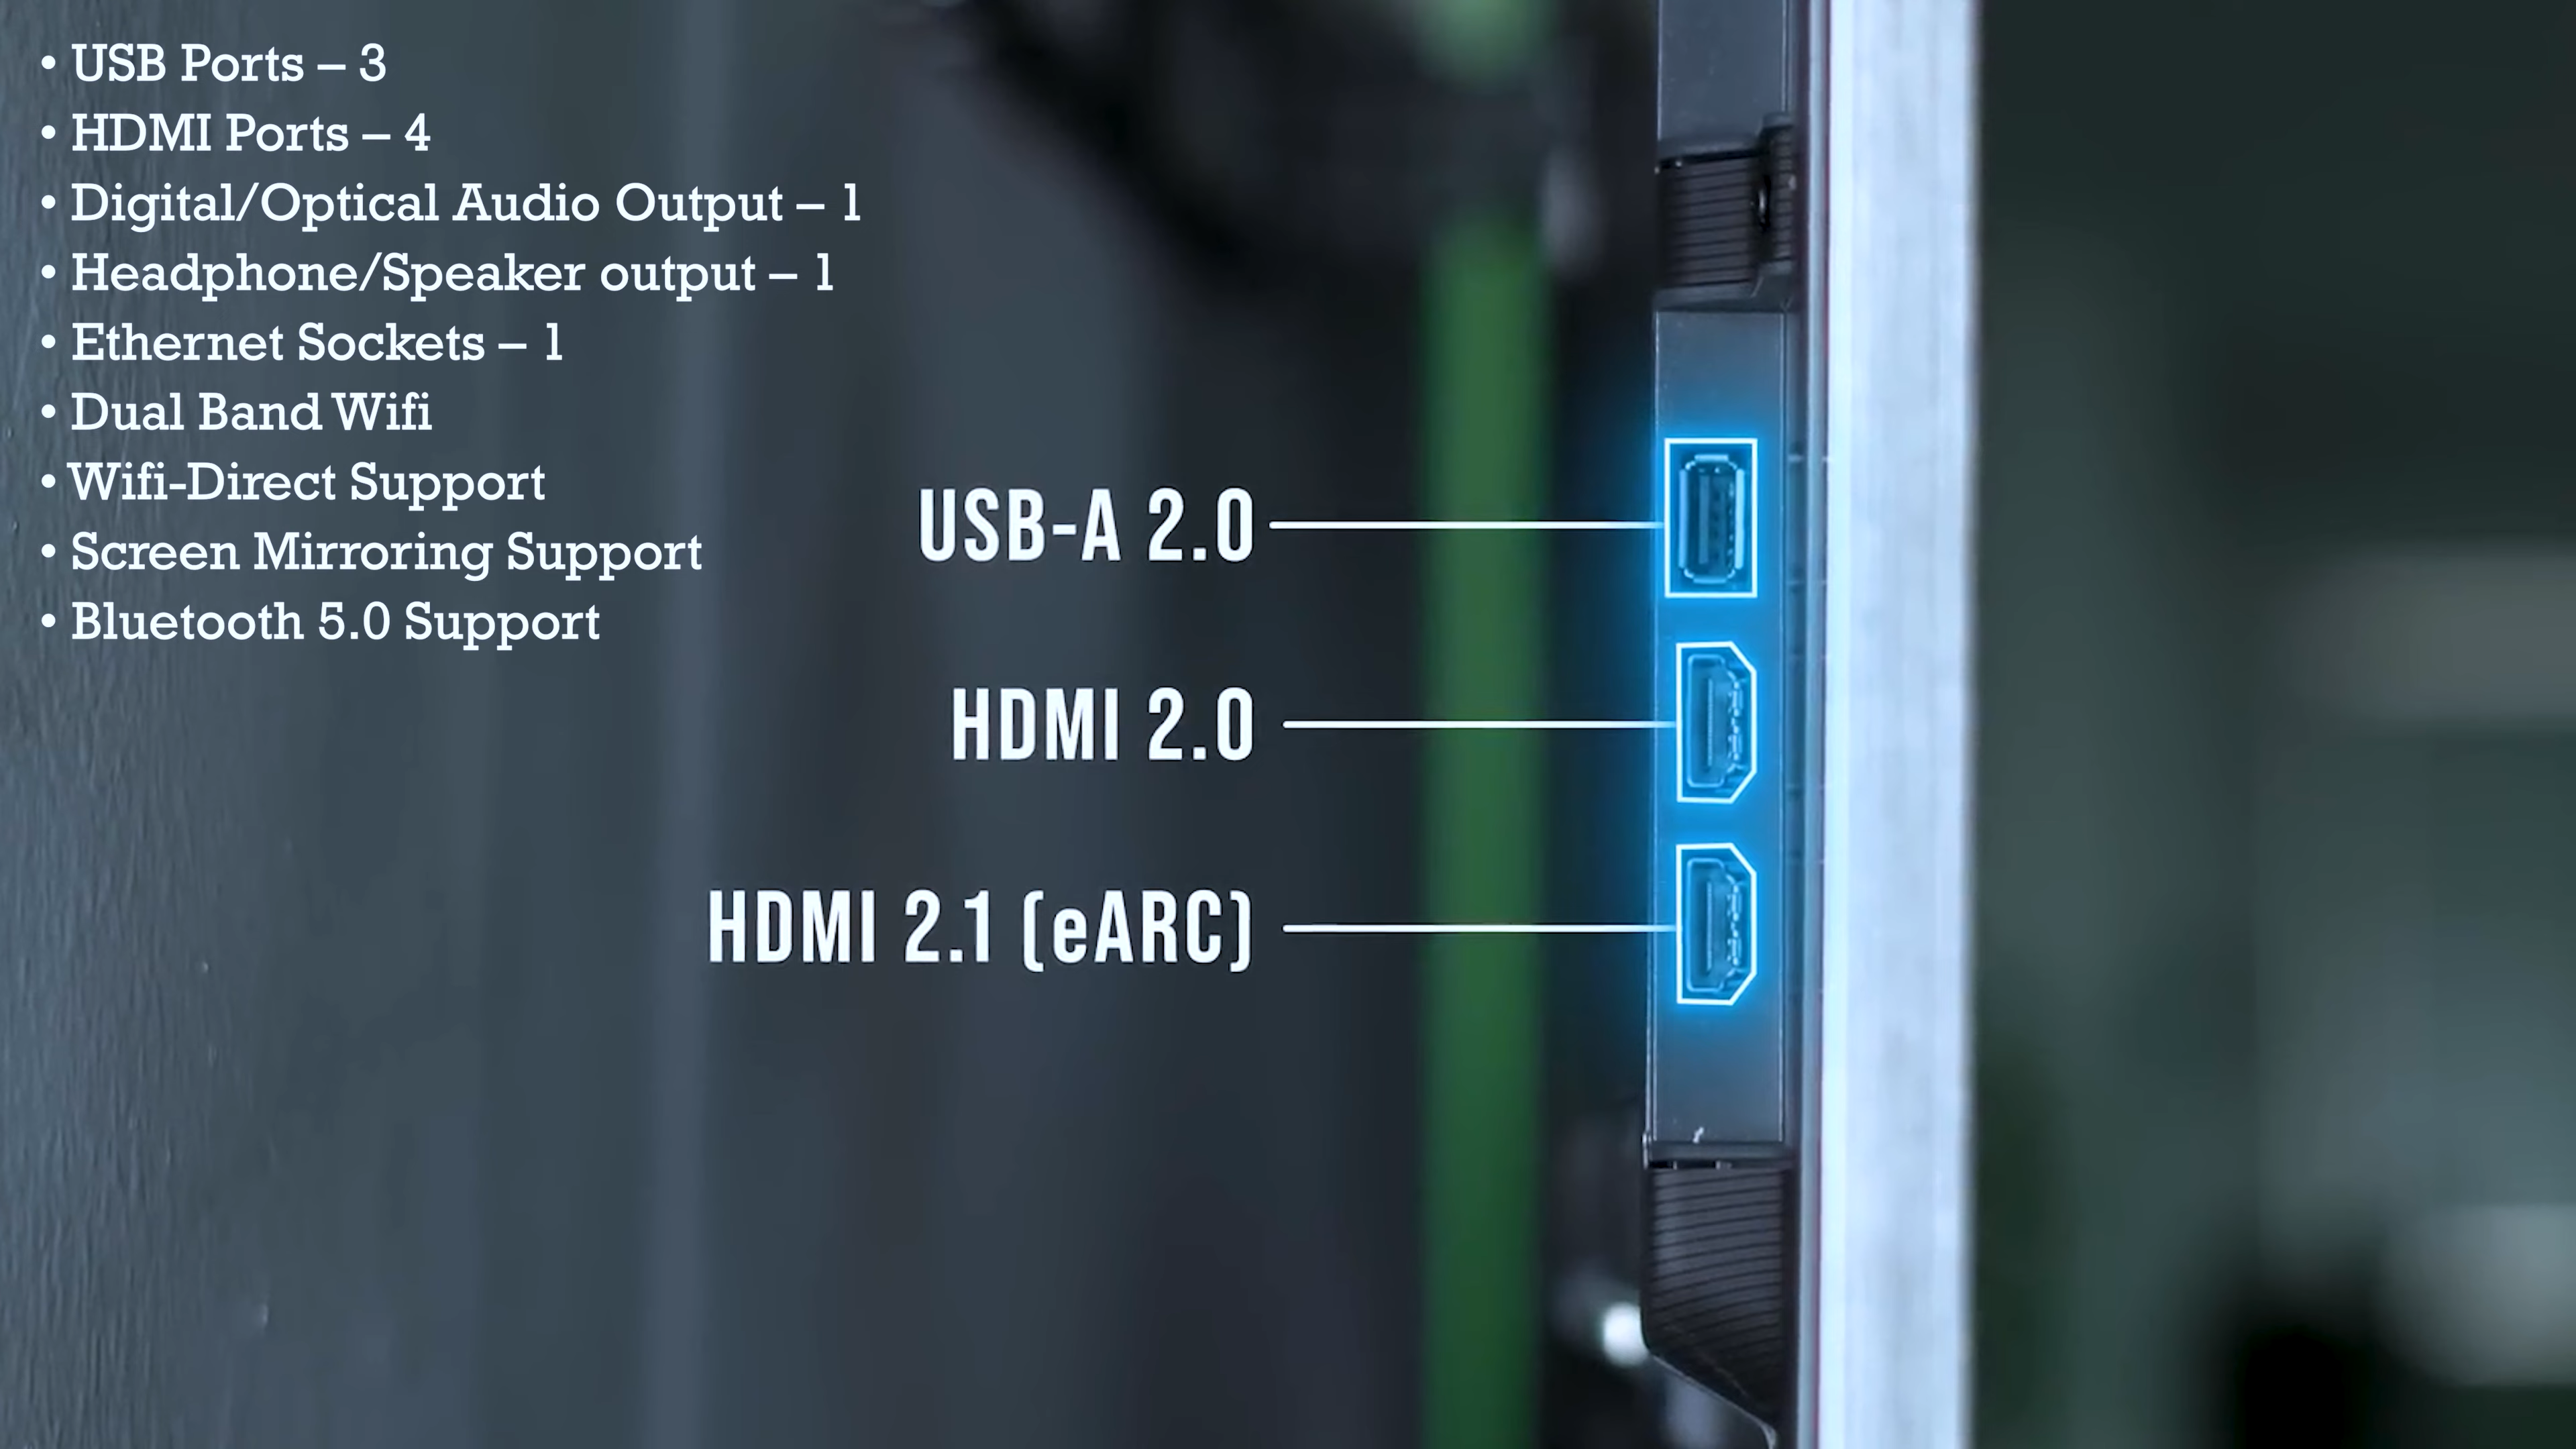 • USB Ports – 3
• HDMI Ports – 4
• Digital/Optical Audio Output – 1
• Headphone/Speaker output – 1
• Ethernet Sockets – 1
• Dual Band Wifi
• Wifi-Direct Support
• Screen Mirroring Support
• Bluetooth 5.0 Support
USB-A 2.0
HDMI 2.0
HDMI 2.1 (eARC)